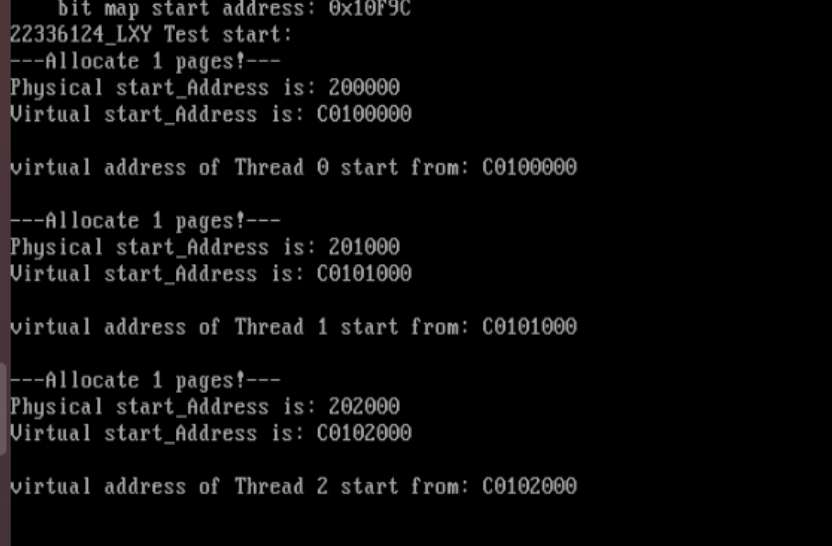 bit map start address: 0x10F9C
22336124_LXY Test start:
---Allocate 1 pages!---
Physical start_Address is: 200000
Virtual start_Address is: C0100000
virtual address of Thread 0 start from: C0100000
---Allocate 1 pages!---
Physical start_Address is: 201000
Virtual start_Address is: C0101000
virtual address of Thread 1 start from: C0101000
---Allocate 1 pages!---
Physical start_Address is: 202000
Virtual start_Address is: C0102000
virtual address of Thread 2 start from: C0102000